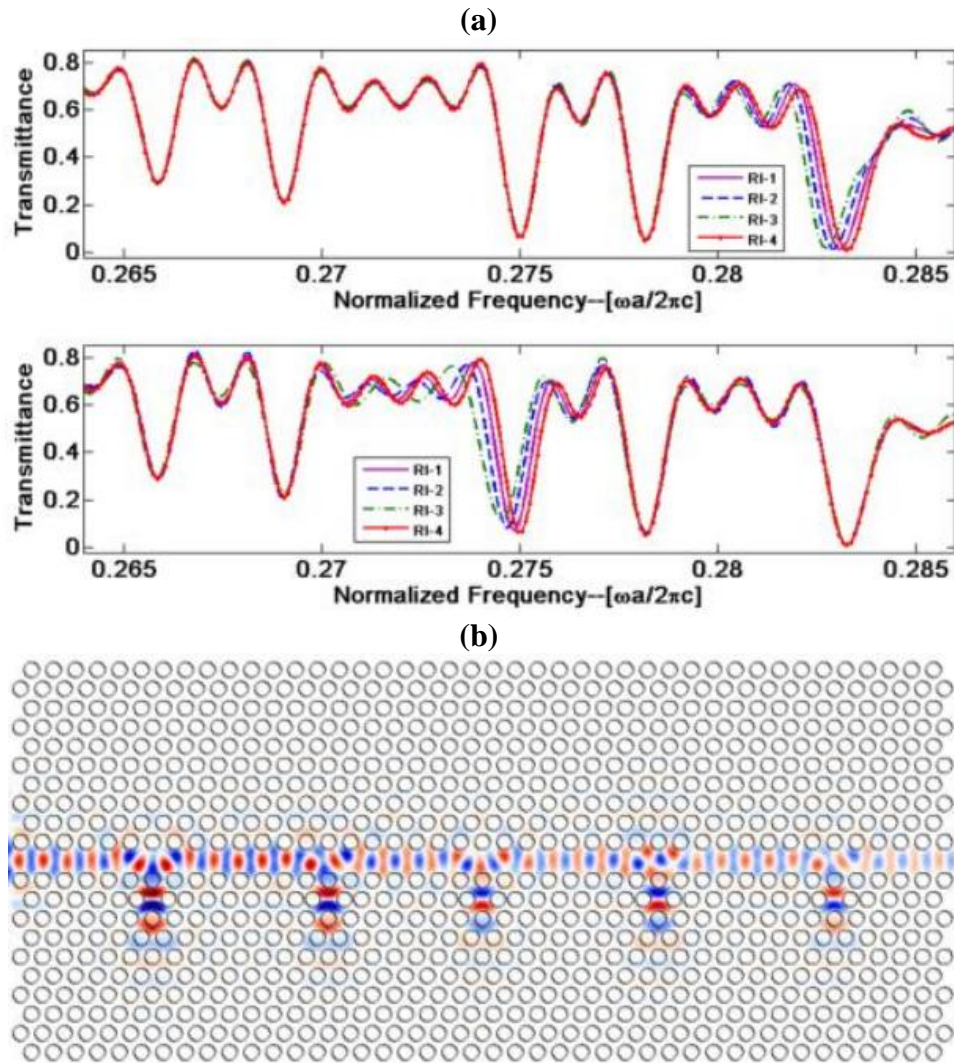 (a)
0.8
0.6
0.4
0.2
0
Transmittance
RI-1
RI-2
RI-3
RI-4
0.265 0.27 0.275 0.28 0.285
Normalized Frequency--[ωa/2πc]
0.8
0.6
0.4
0.2
0
Transmittance
RI-1
RI-2
RI-3
RI-4
0.265 0.27 0.275 0.28 0.285
Normalized Frequency--[ωa/2πc]
(b)